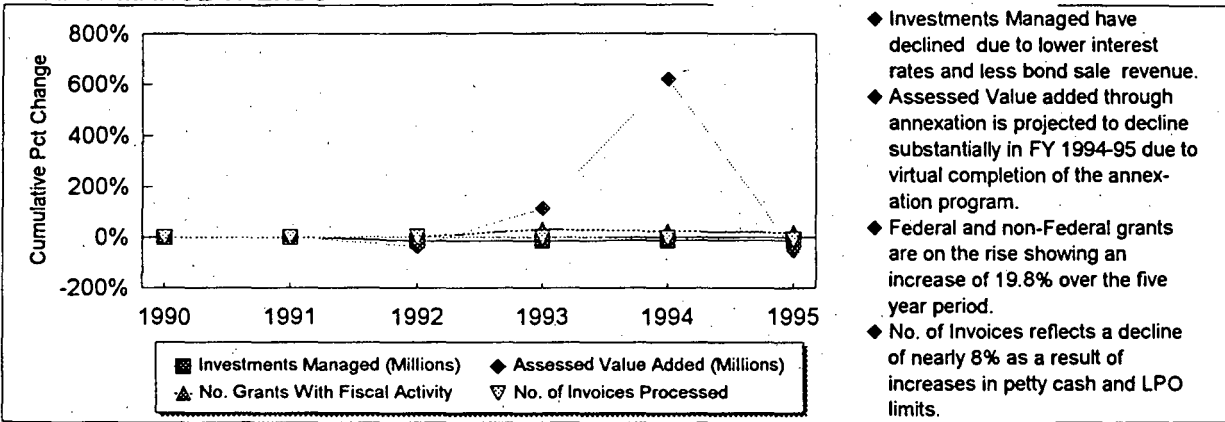 800%
600%
400%
200%
0%
-200%
Cumulative Pct Change
1990 1991 1992 1993 1994 1995
Investments Managed (Millions) Assessed Value Added (Millions)
No. Grants With Fiscal Activity No. of Invoices Processed
◆ Investments Managed have
declined due to lower interest
rates and less bond sale revenue.
◆ Assessed Value added through
annexation is projected to decline
substantially in FY 1994-95 due to
virtual completion of the annex-
ation program.
◆ Federal and non-Federal grants
are on the rise showing an
increase of 19.8% over the five
year period.
◆ No. of Invoices reflects a decline
of nearly 8% as a result of
increases in petty cash and LPO
limits.